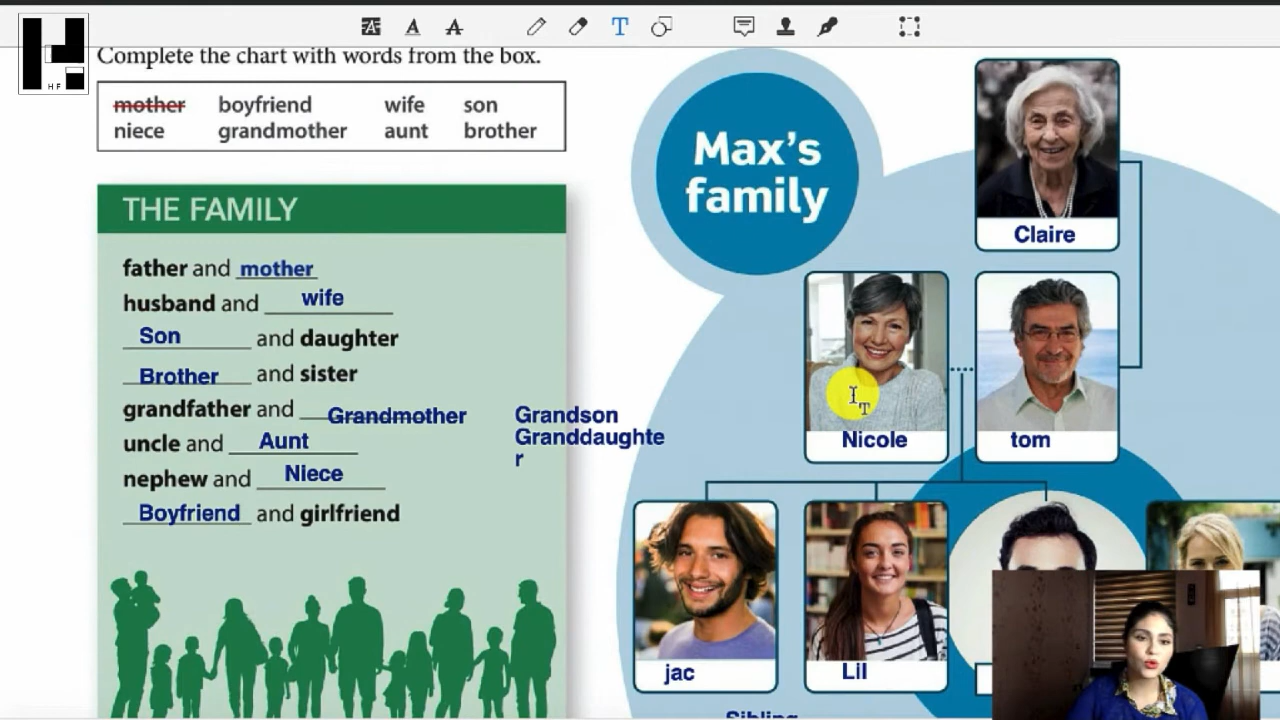 HF
Complete the chart with words from the box.
mother boyfriend wife son
niece grandmother aunt brother
THE FAMILY
father and mother
husband and wife
Son and daughter
Brother and sister
grandfather and Grandmother
uncle and Aunt
nephew and Niece
Boyfriend and girlfriend
Grandson
Granddaughte
r
Max's
family
Claire
Nicole
tom
jac
Lil
Sibling